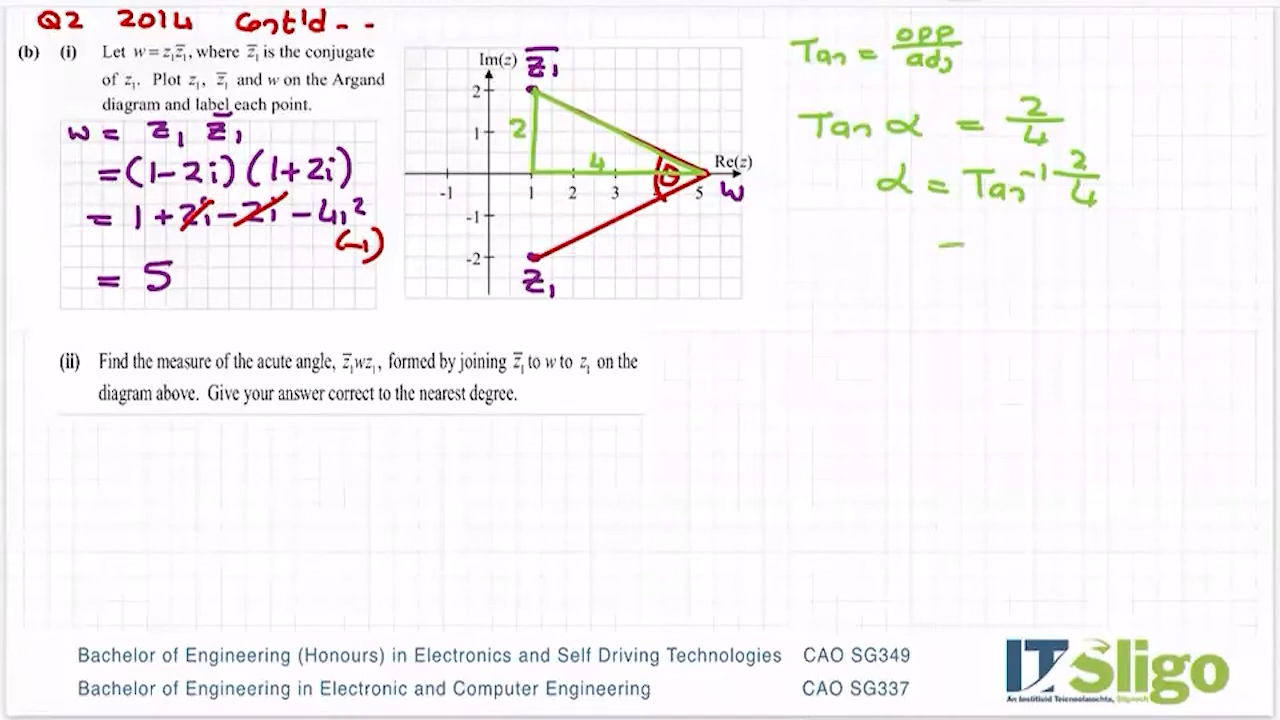 Q2 2014 Cont'd - -
(b) (i) Let w = z₁z̄₁, where z̄₁ is the conjugate
of z₁. Plot z₁, z̄₁ and w on the Argand
diagram and label each point.
w = z₁ z̄₁
= (1-2i)(1+2i)
= 1 + 2i - 2i - 4i²
(-1)
= 5
Im(z) z̄₁
2
1
2
4
θ
Re(z)
-1 2 3 5
w
-1
-2
z₁
Tan = opp/adj
Tan α = 2/4
α = Tan⁻¹ 2/4
=
(ii) Find the measure of the acute angle, z̄₁wz₁, formed by joining z̄₁ to w to z₁ on the
diagram above. Give your answer correct to the nearest degree.
Bachelor of Engineering (Honours) in Electronics and Self Driving Technologies CAO SG349
Bachelor of Engineering in Electronic and Computer Engineering CAO SG337
IT Sligo
An Institiúid Teicneolaíochta, Sligeach